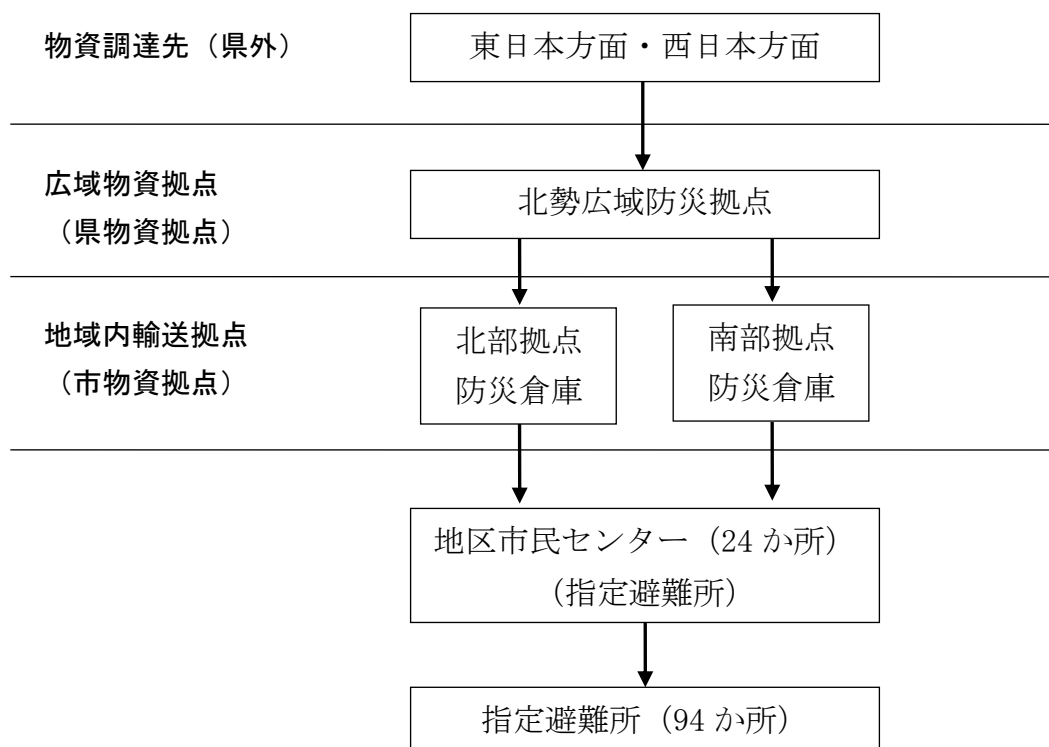 物資調達先（県外）
東日本方面・西日本方面
広域物資拠点
（県物資拠点）
北勢広域防災拠点
地域内輸送拠点
（市物資拠点）
北部拠点
防災倉庫
南部拠点
防災倉庫
地区市民センター（24 か所）
（指定避難所）
指定避難所（94 か所）